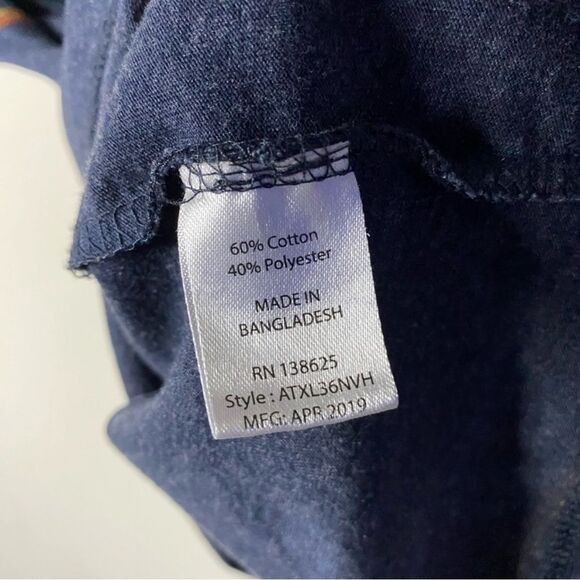 60% Cotton
40% Polyester
MADE IN
BANGLADESH
RN 138625
Style : ATXL36NVH
MFG: APR 2019